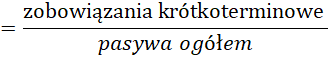 = zobowiązania krótkoterminowe
pasywa ogółem